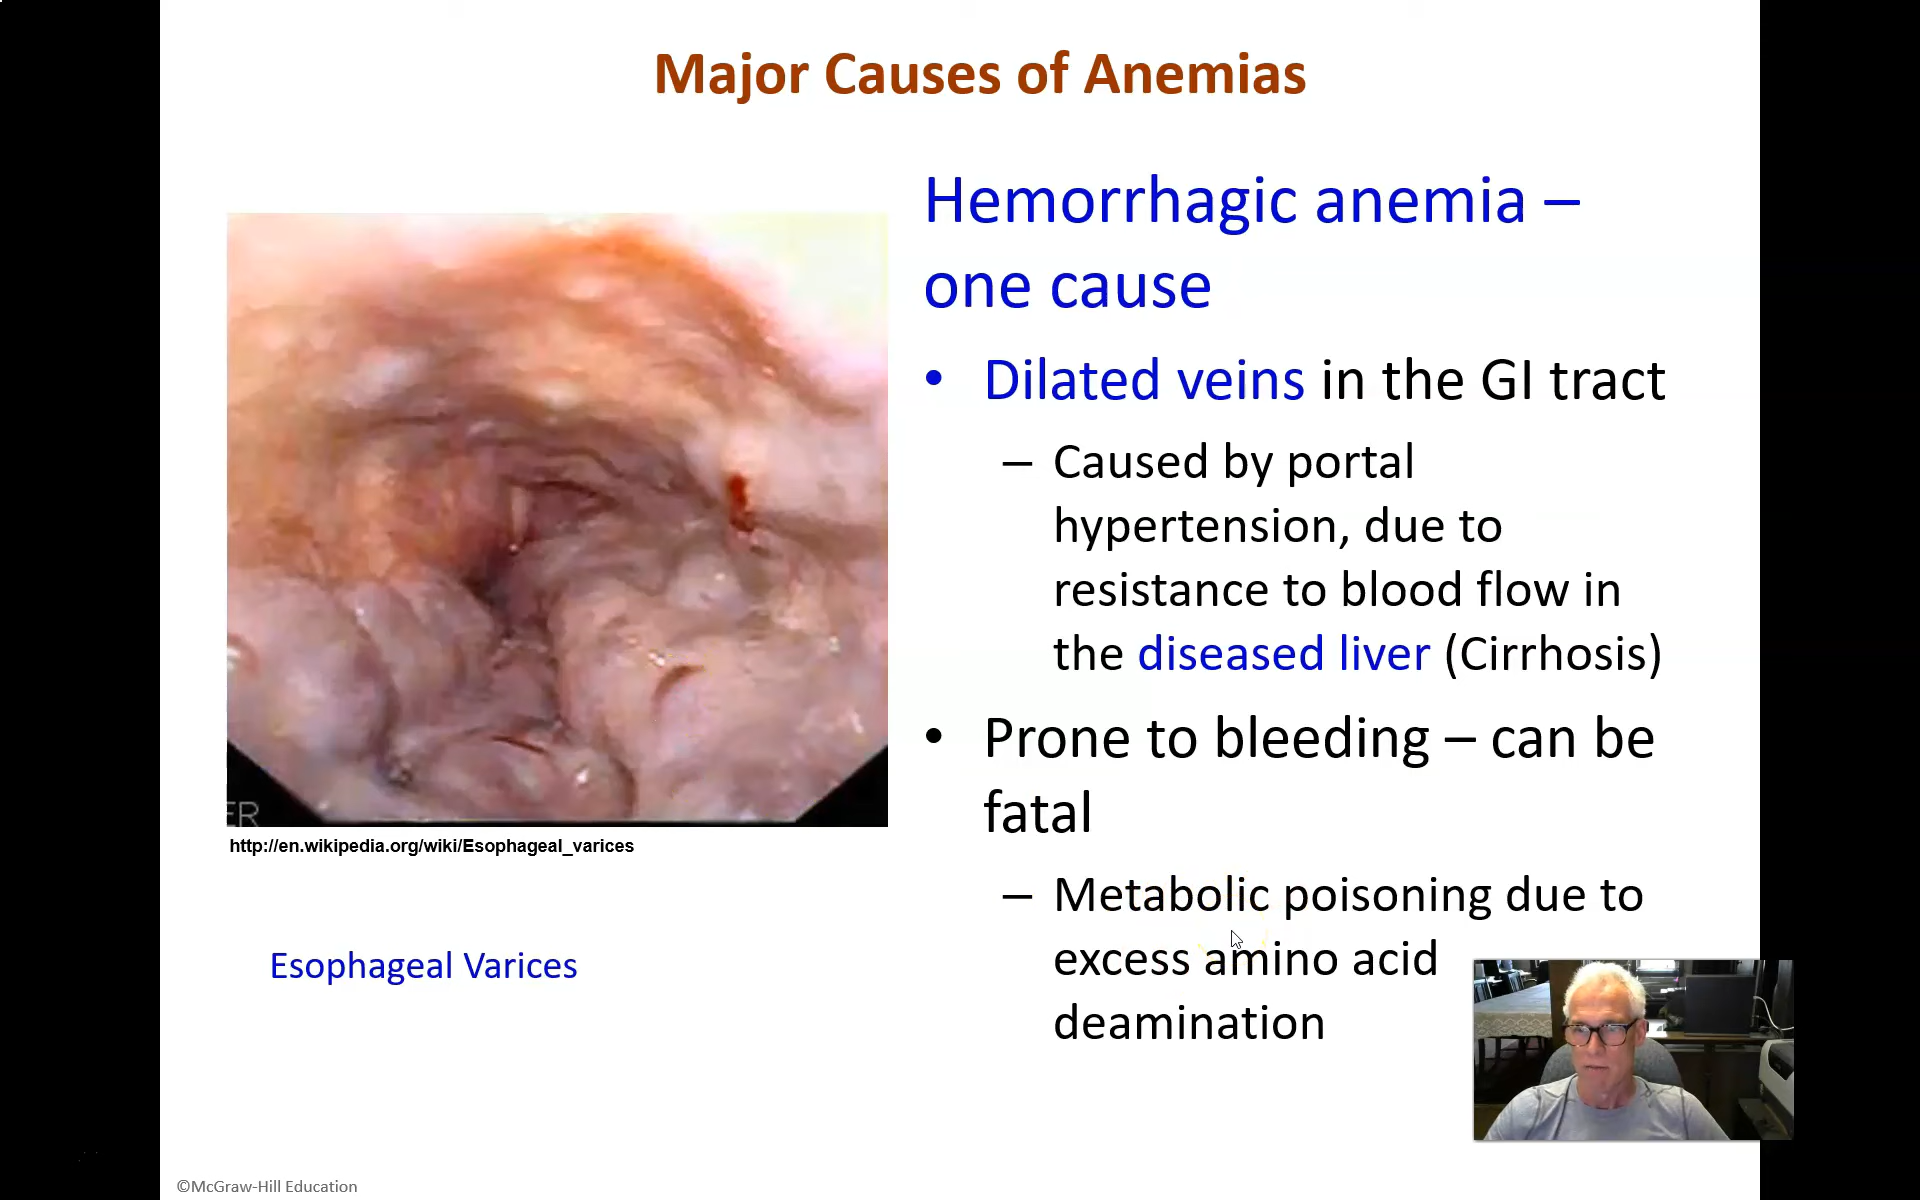 Major Causes of Anemias
Hemorrhagic anemia –
one cause
• Dilated veins in the GI tract
– Caused by portal
hypertension, due to
resistance to blood flow in
the diseased liver (Cirrhosis)
• Prone to bleeding – can be
fatal
– Metabolic poisoning due to
excess amino acid
deamination
ER
http://en.wikipedia.org/wiki/Esophageal_varices
Esophageal Varices
©McGraw-Hill Education